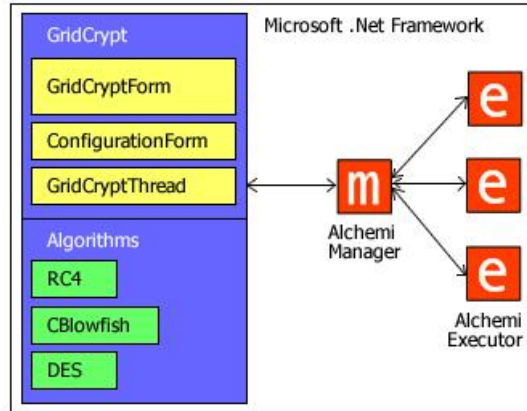 GridCrypt
Microsoft .Net Framework
GridCryptForm
ConfigurationForm
GridCryptThread
Algorithms
RC4
CBlowfish
DES
m
Alchemi
Manager
e
e
e
Alchemi
Executor